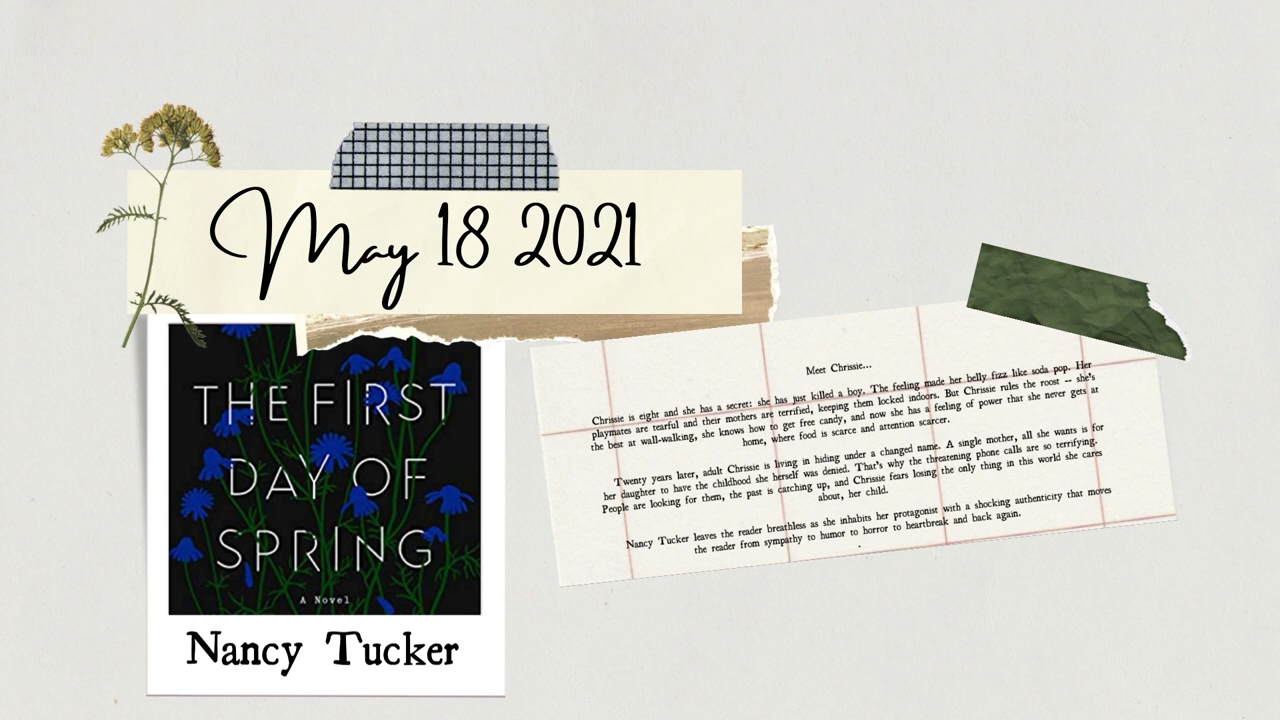 May 18 2021
THE FIRST
DAY OF
SPRING
A Novel
Nancy Tucker
Meet Chrissie...
Chrissie is eight and she has a secret: she has just killed a boy. The feeling made her belly fizz like soda pop. Her
playmates are tearful and their mothers are terrified, keeping them locked indoors. But Chrissie rules the roost -- she's
the best at wall-walking, she knows how to get free candy, and now she has a feeling of power that she never gets at
home, where food is scarce and attention scarcer.
Twenty years later, adult Chrissie is living in hiding under a changed name. A single mother, all she wants is for
her daughter to have the childhood she herself was denied. That's why the threatening phone calls are so terrifying.
People are looking for them, the past is catching up, and Chrissie fears losing the only thing in this world she cares
about, her child.
Nancy Tucker leaves the reader breathless as she inhabits her protagonist with a shocking authenticity that moves
the reader from sympathy to humor to horror to heartbreak and back again.
.